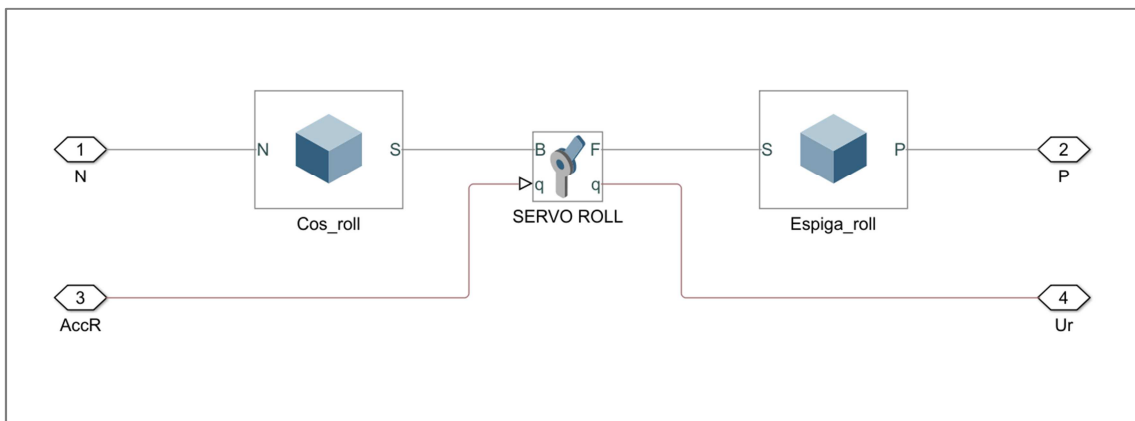 1
N
N
S
Cos_roll
B
F
q
q
SERVO ROLL
S
P
Espiga_roll
2
P
3
AccR
4
Ur